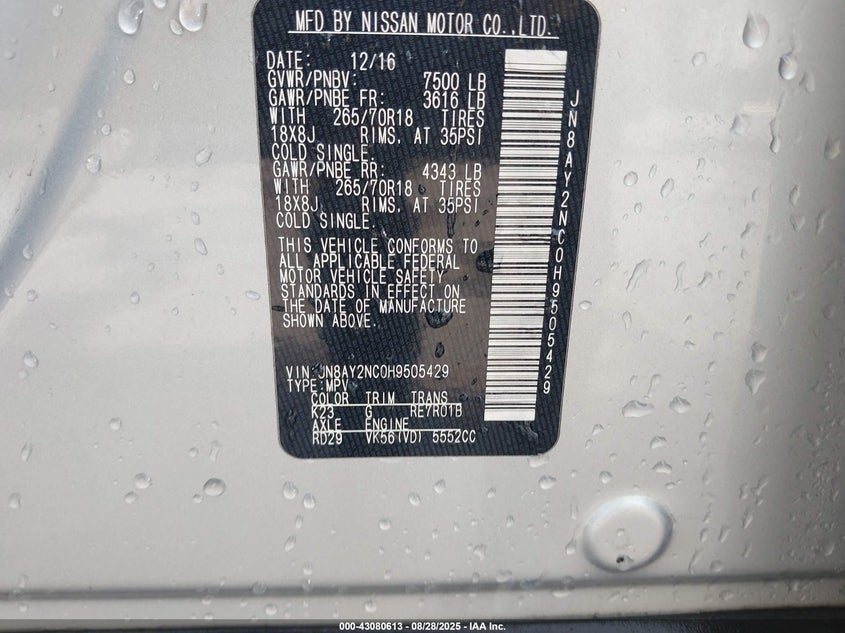 MFD BY NISSAN MOTOR CO.,LTD.
DATE: 12/16
GVWR/PNBV: 7500 LB
GAWR/PNBE FR: 3616 LB
WITH 265/70R18 TIRES
18X8J RIMS, AT 35PSI
COLD SINGLE.
GAWR/PNBE RR: 4343 LB
WITH 265/70R18 TIRES
18X8J RIMS, AT 35PSI
COLD SINGLE.
THIS VEHICLE CONFORMS TO
ALL APPLICABLE FEDERAL
MOTOR VEHICLE SAFETY
STANDARDS IN EFFECT ON
THE DATE OF MANUFACTURE
SHOWN ABOVE.
VIN:JN8AY2NC0H9505429
TYPE:MPV
COLOR TRIM TRANS
K23 G RE7R01B
AXLE ENGINE
RD29 VK56(VD) 5552CC
JN8AY2NC0H9505429
000-43080613 - 08/28/2025 - IAA Inc.